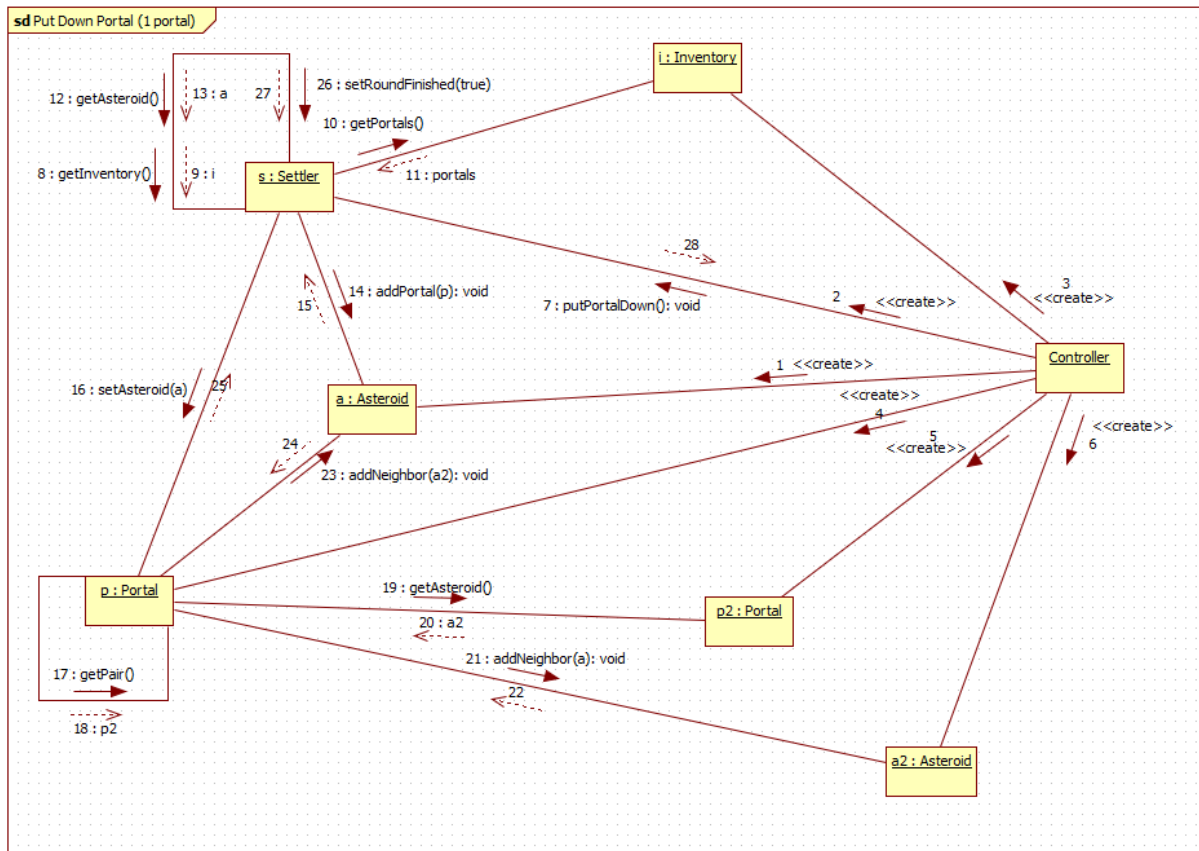 sd Put Down Portal (1 portal)
i : Inventory
12 : getAsteroid()
13 : a
27
26 : setRoundFinished(true)
10 : getPortals()
11 : portals
8 : getInventory()
9 : i
s : Settler
28
14 : addPortal(p): void
15
7 : putPortalDown(): void
2
<<create>>
3
<<create>>
Controller
1
<<create>>
16 : setAsteroid(a)
25
a : Asteroid
<<create>>
4
5
<<create>>
<<create>>
6
24
23 : addNeighbor(a2): void
p : Portal
19 : getAsteroid()
20 : a2
p2 : Portal
21 : addNeighbor(a): void
22
17 : getPair()
18 : p2
a2 : Asteroid